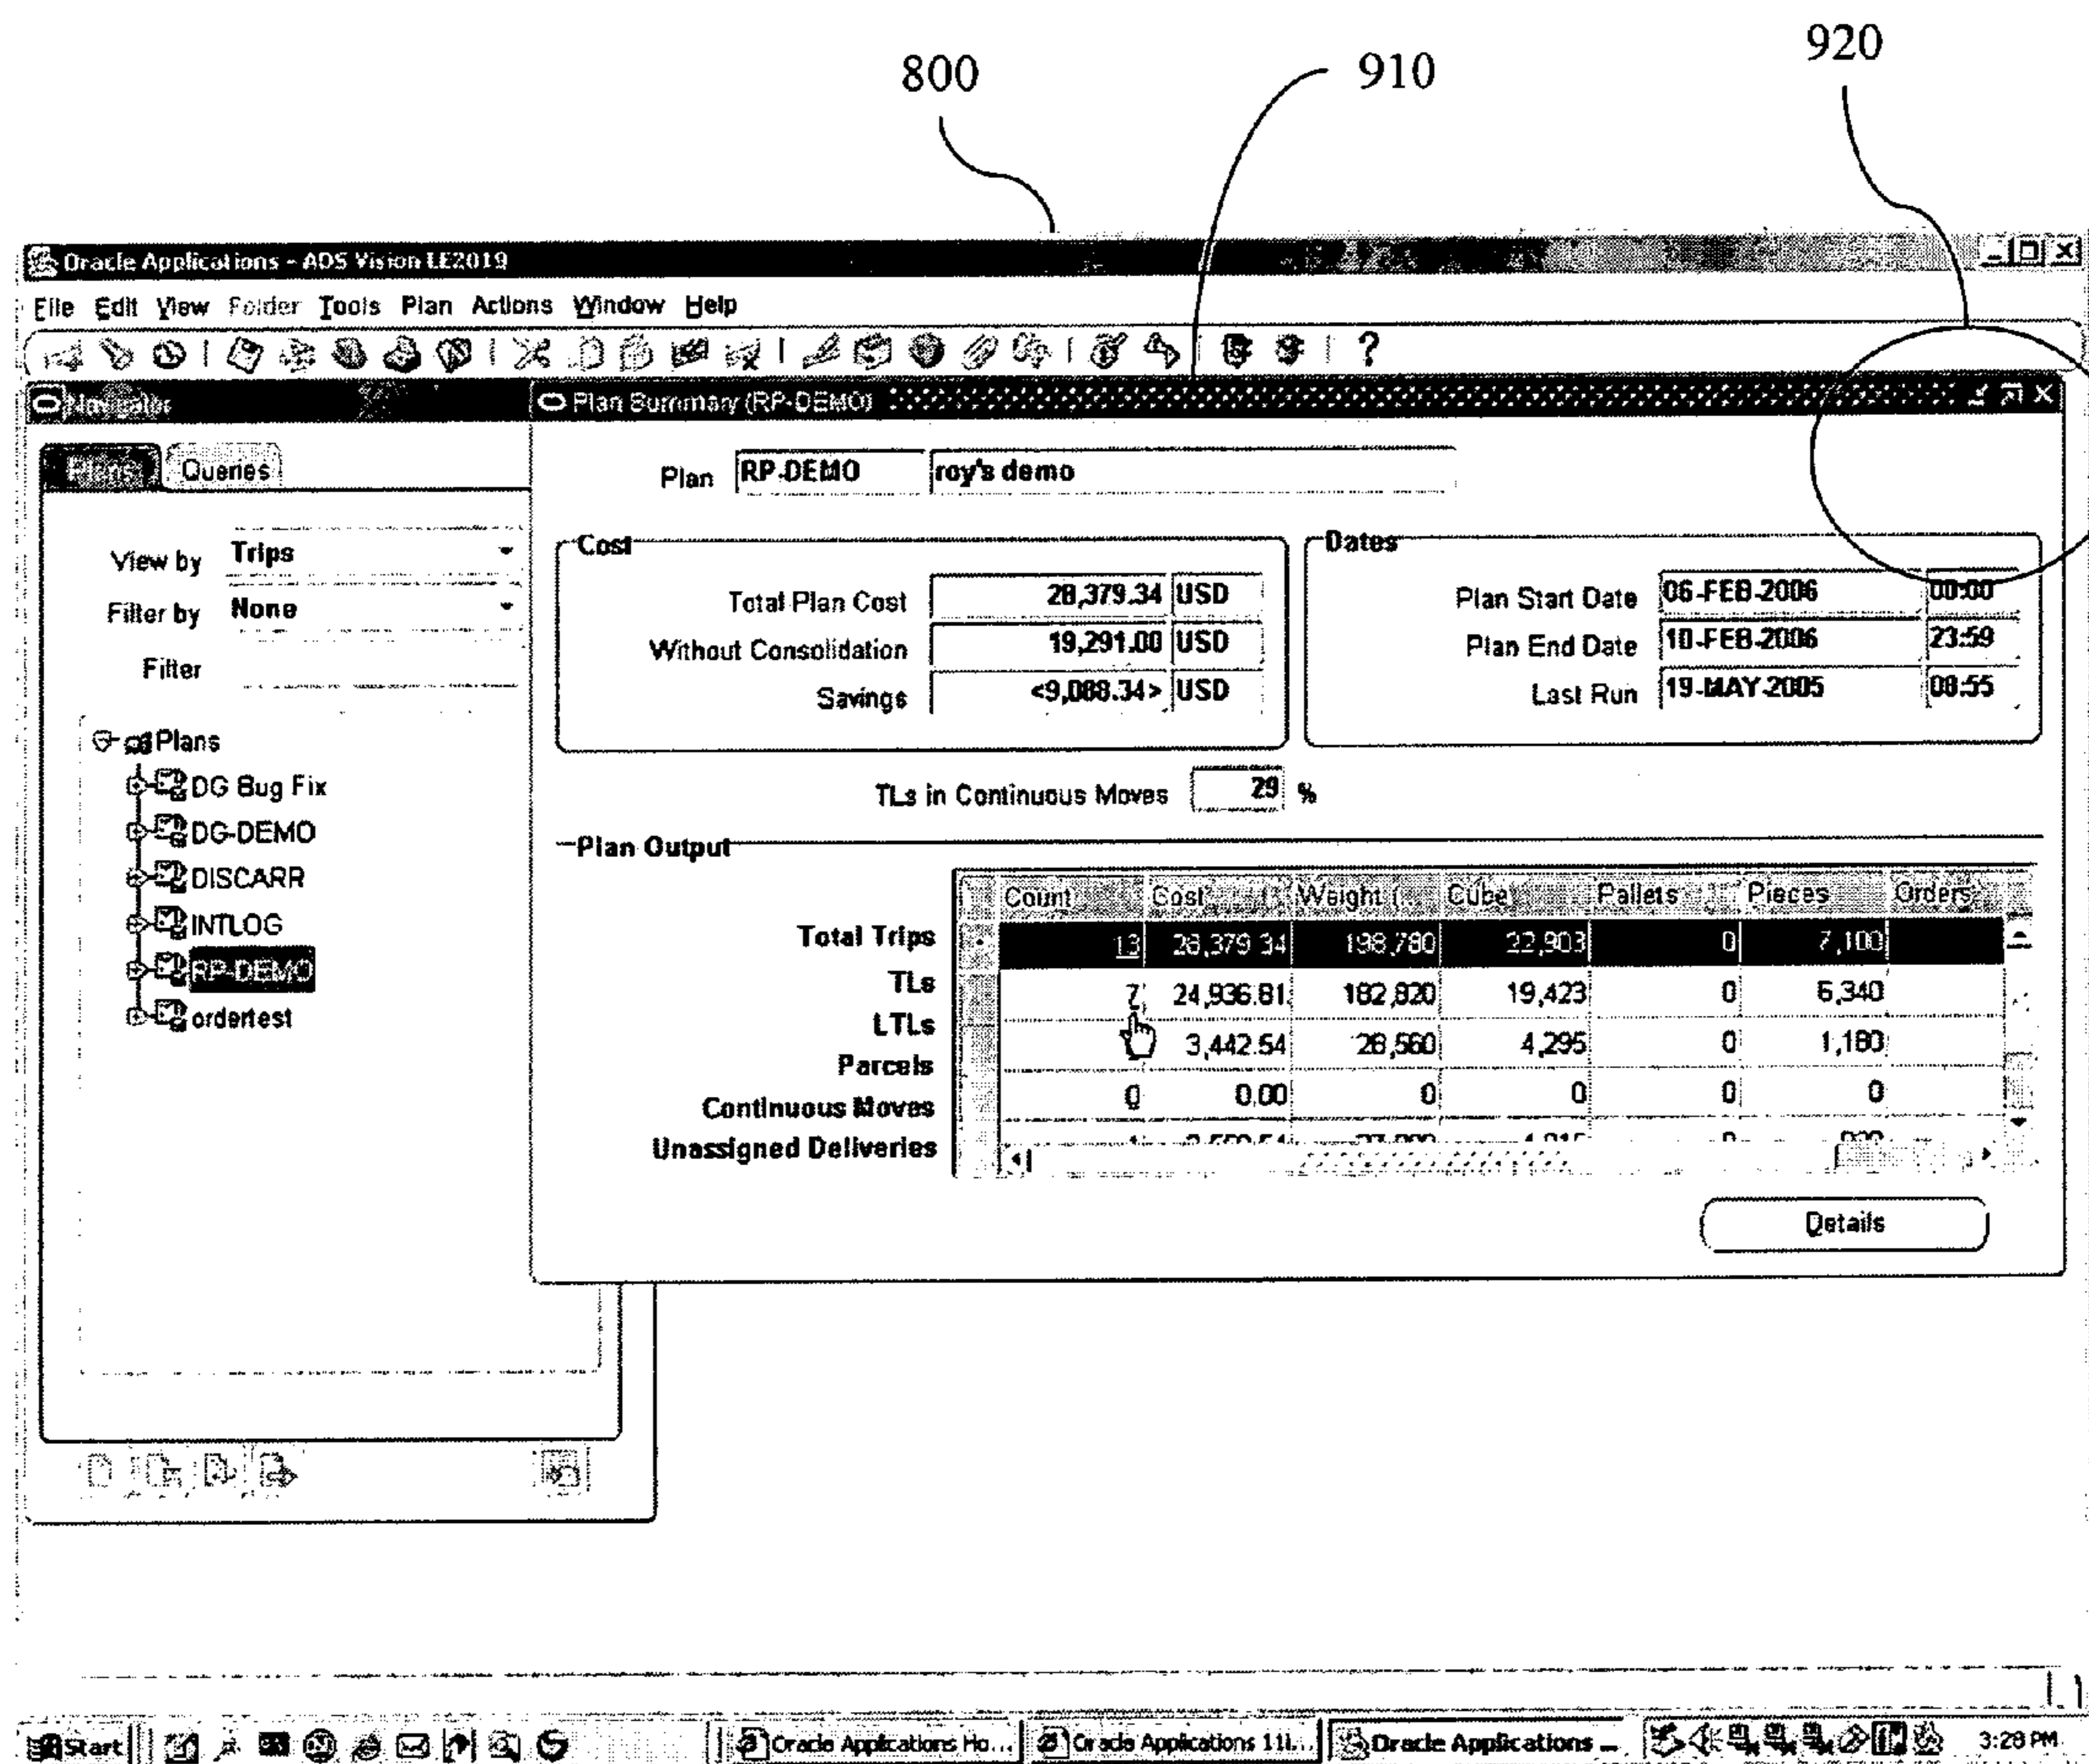 800
910
920
Oracle Applications - ADS Vision LE2019
File Edit View Folder Tools Plan Actions Window Help
?
Navigator
Plans Queries
View by Trips
Filter by None
Filter
Plans
DG Bug Fix
DG-DEMO
DISCARR
INTLOG
RP-DEMO
ordertest
Plan Summary (RP-DEMO)
Plan RP-DEMO roy's demo
Cost
Total Plan Cost 28,379.34 USD
Without Consolidation 19,291.00 USD
Savings <9,088.34> USD
Dates
Plan Start Date 06-FEB-2006 00:00
Plan End Date 10-FEB-2006 23:59
Last Run 19-MAY-2005 08:55
TLs in Continuous Moves 29 %
Plan Output
Count Cost Weight (... Cube Pallets Pieces Orders
Total Trips 13 28,379.34 198,780 22,903 0 7,100
TLs 7 24,936.81 182,820 19,423 0 6,340
LTLs 3,442.54 28,560 4,295 0 1,180
Parcels 0 0.00 0 0 0 0
Continuous Moves
Unassigned Deliveries
Details
Start Oracle Applications Ho... Oracle Applications 11i... Oracle Applications - 3:28 PM